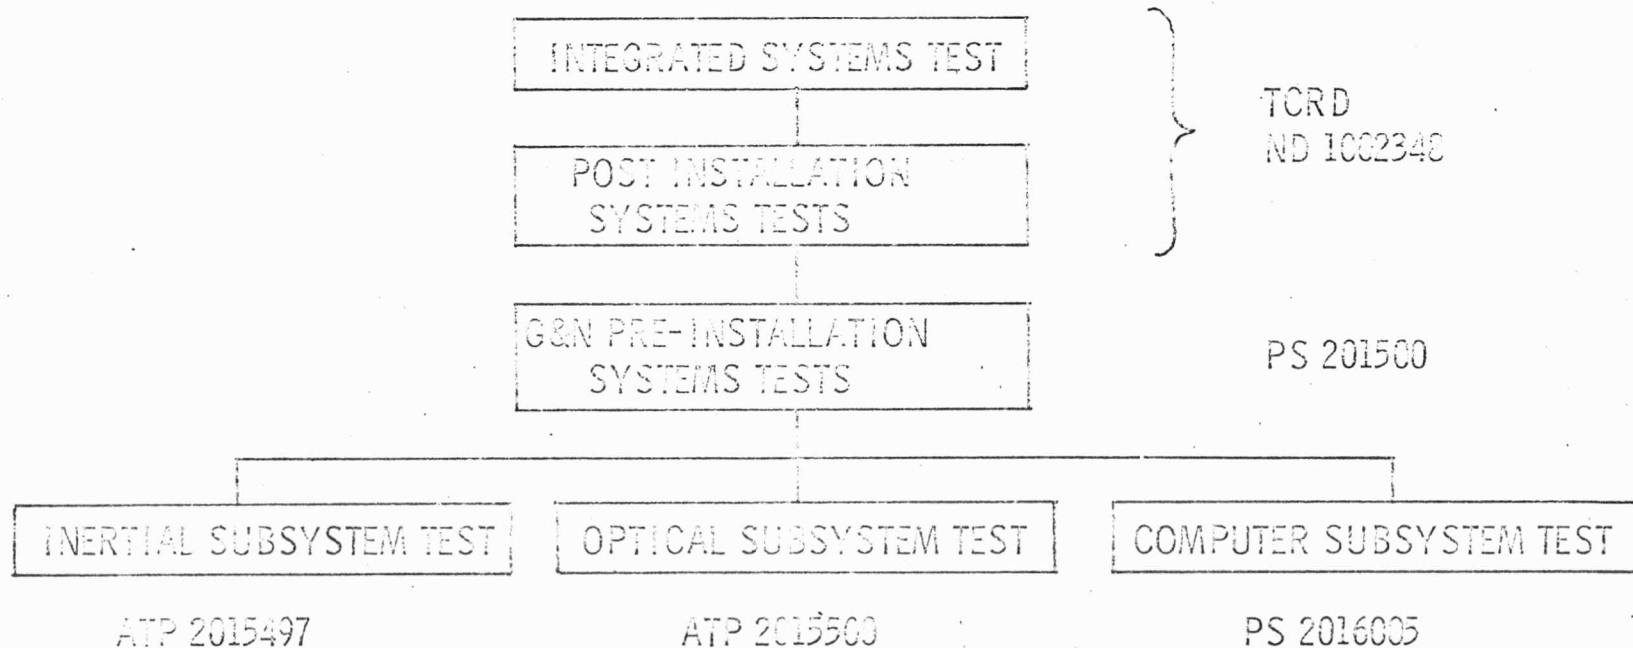 INTEGRATED SYSTEMS TEST
TCRD
ND 1002348
POST INSTALLATION
SYSTEMS TESTS
G&N PRE-INSTALLATION
SYSTEMS TESTS
PS 201500
INERTIAL SUBSYSTEM TEST
OPTICAL SUBSYSTEM TEST
COMPUTER SUBSYSTEM TEST
ATP 2015497
ATP 2015500
PS 2016005